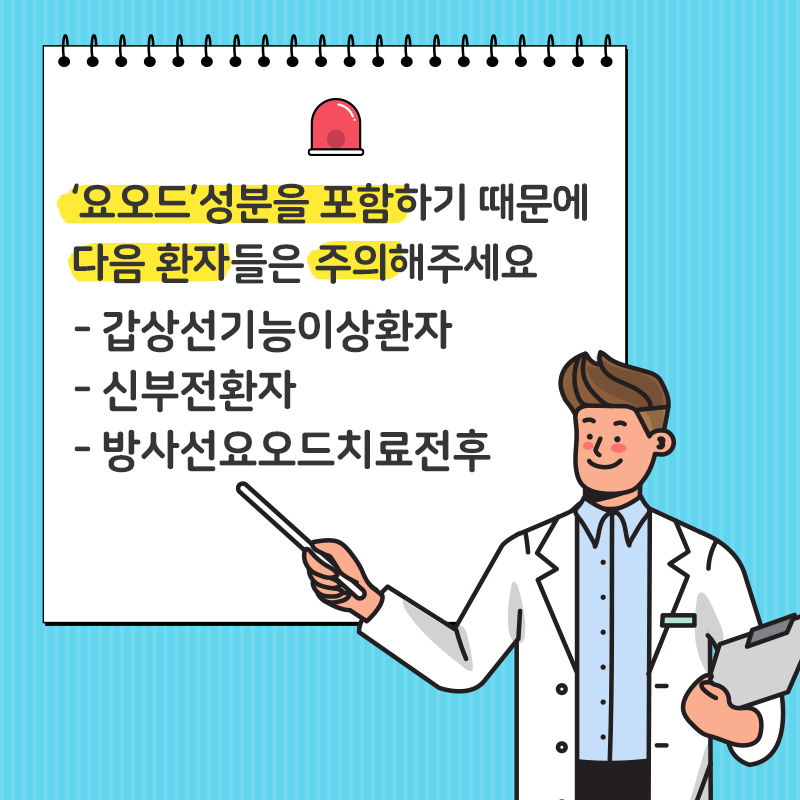 ‘요오드’성분을 포함하기 때문에
다음 환자들은 주의해주세요
- 갑상선기능이상환자
- 신부전환자
- 방사선요오드치료전후